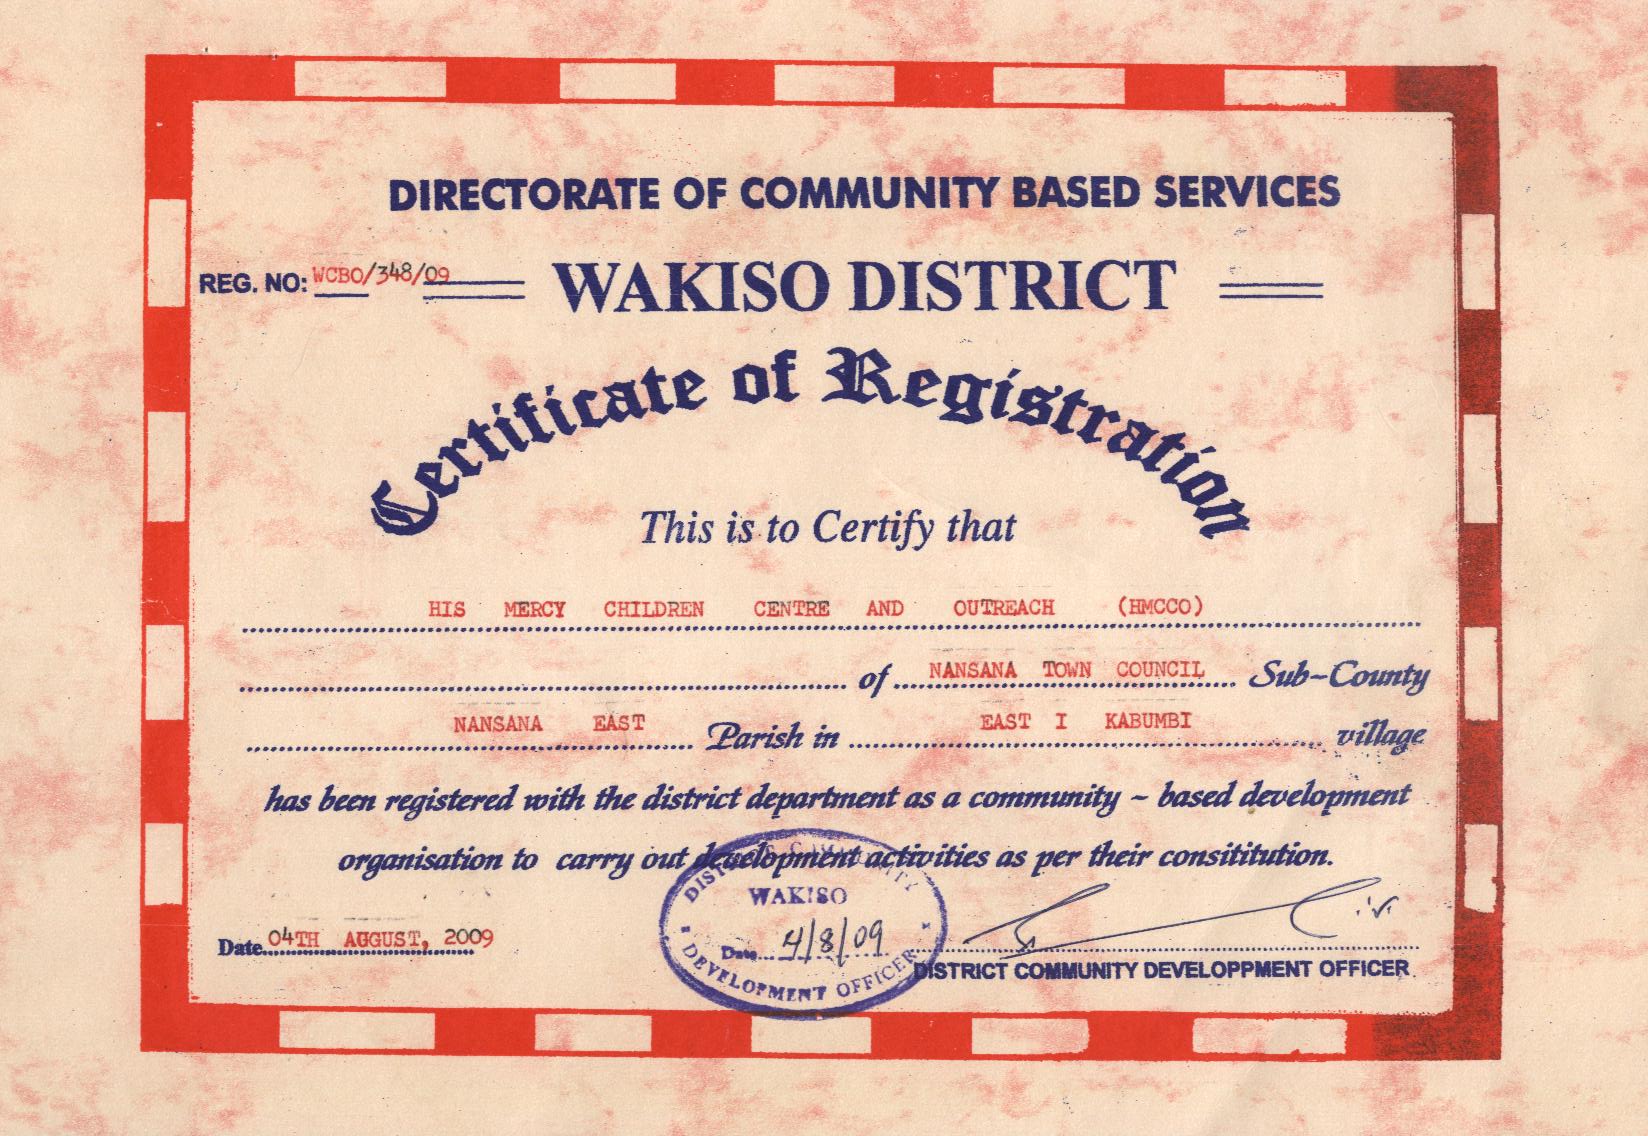 DIRECTORATE OF COMMUNITY BASED SERVICES
REG. NO: WCBO/348/09
WAKISO DISTRICT
Certificate of Registration
This is to Certify that
HIS MERCY CHILDREN CENTRE AND OUTREACH (HMCCO)
of NANSANA TOWN COUNCIL Sub-County
NANSANA EAST Parish in EAST I KABUMBI village
has been registered with the district department as a community - based development
organisation to carry out development activities as per their consititution.
DISTRICT COMMUNITY
WAKISO
Date 4/8/09
DEVELOPMENT OFFICER
Date 04TH AUGUST, 2009
DISTRICT COMMUNITY DEVELOPPMENT OFFICER